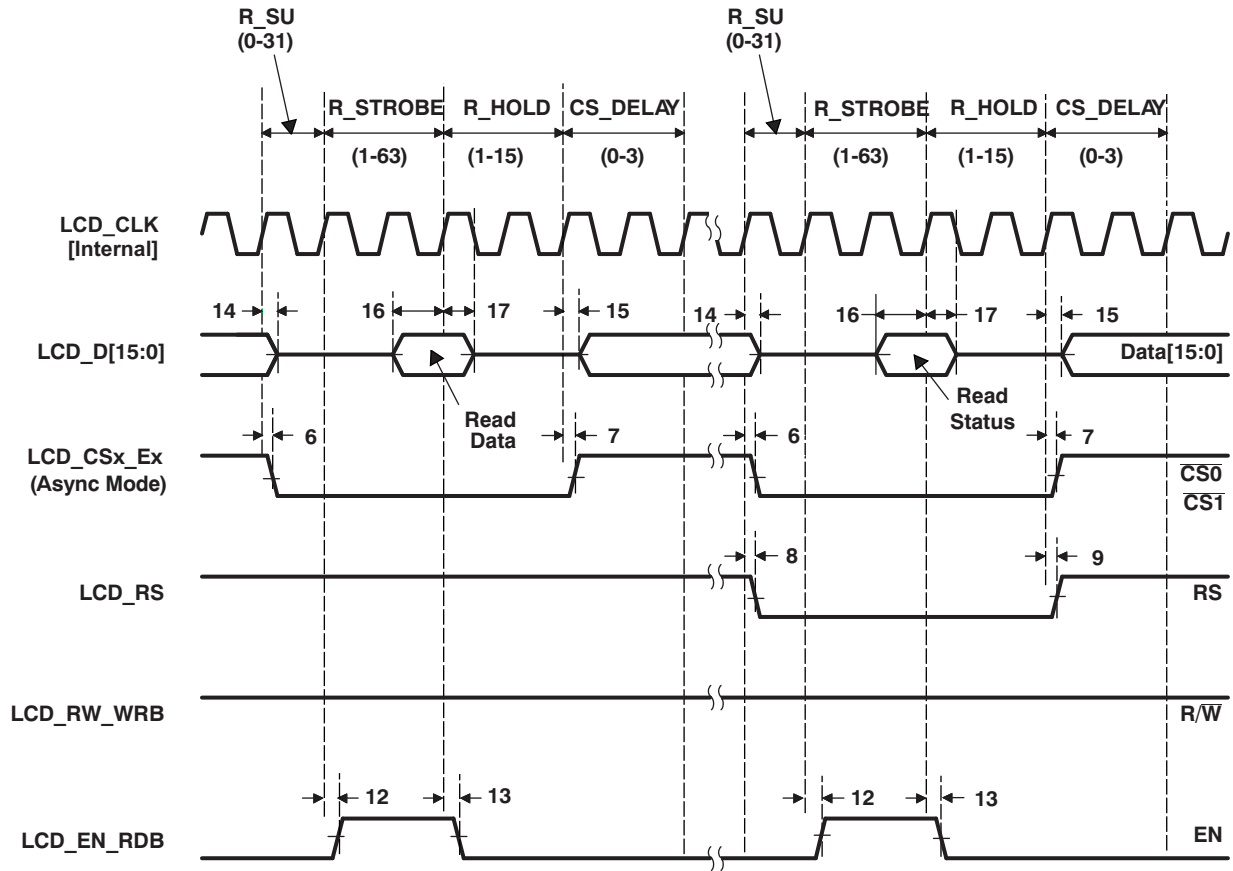 R_SU
(0-31)
R_SU
(0-31)
R_STROBE R_HOLD CS_DELAY R_STROBE R_HOLD CS_DELAY
(1-63) (1-15) (0-3) (1-63) (1-15) (0-3)
LCD_CLK
[Internal]
14 16 17 15 14 16 17 15
LCD_D[15:0] Data[15:0]
Read
Data
Read
Status
6 7 6 7
LCD_CSx_Ex
(Async Mode)
CS0
CS1
8 9
LCD_RS RS
LCD_RW_WRB R/W
12 13 12 13
LCD_EN_RDB EN